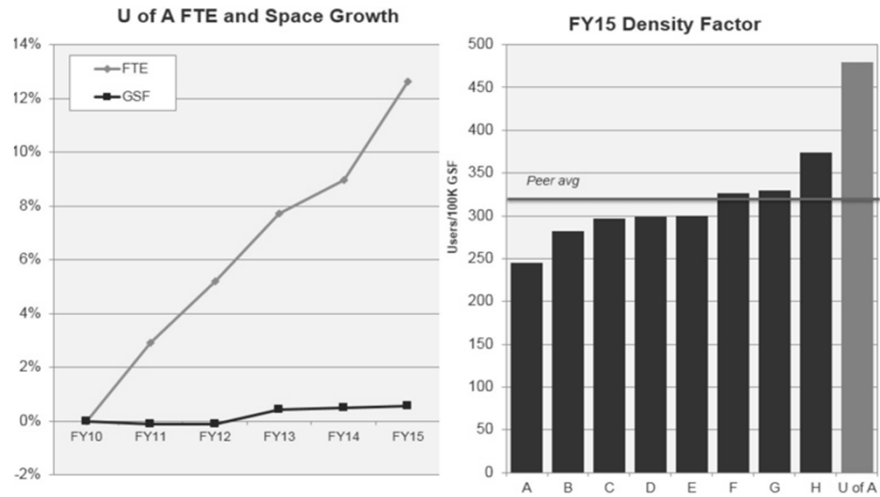 U of A FTE and Space Growth
14%
12%
10%
8%
6%
4%
2%
0%
-2%
FTE
GSF
FY10 FY11 FY12 FY13 FY14 FY15
FY15 Density Factor
500
450
400
350
300
250
200
150
100
50
0
Users/100K GSF
Peer avg
A B C D E F G H U of A